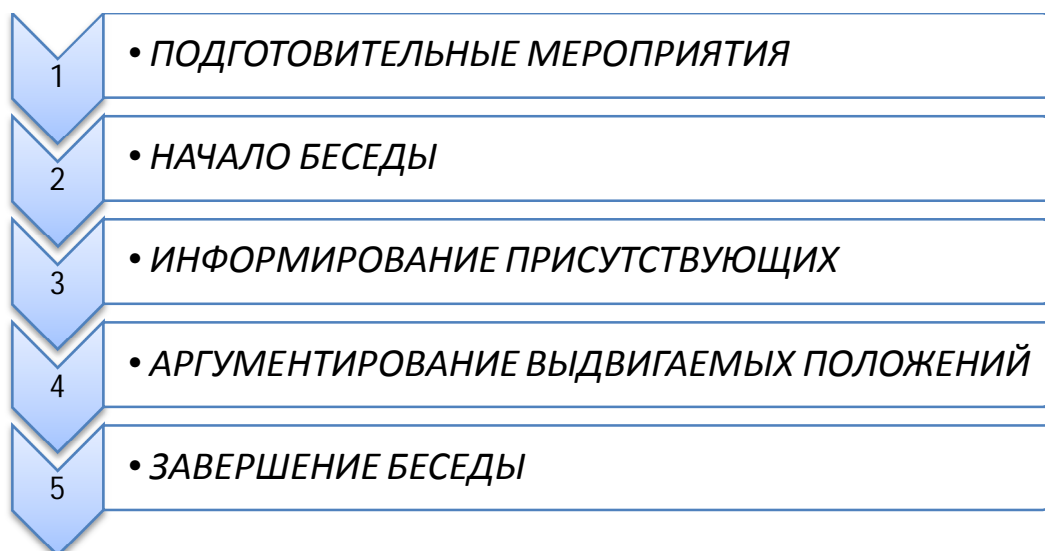 1
• ПОДГОТОВИТЕЛЬНЫЕ МЕРОПРИЯТИЯ
2
• НАЧАЛО БЕСЕДЫ
3
• ИНФОРМИРОВАНИЕ ПРИСУТСТВУЮЩИХ
4
• АРГУМЕНТИРОВАНИЕ ВЫДВИГАЕМЫХ ПОЛОЖЕНИЙ
5
• ЗАВЕРШЕНИЕ БЕСЕДЫ